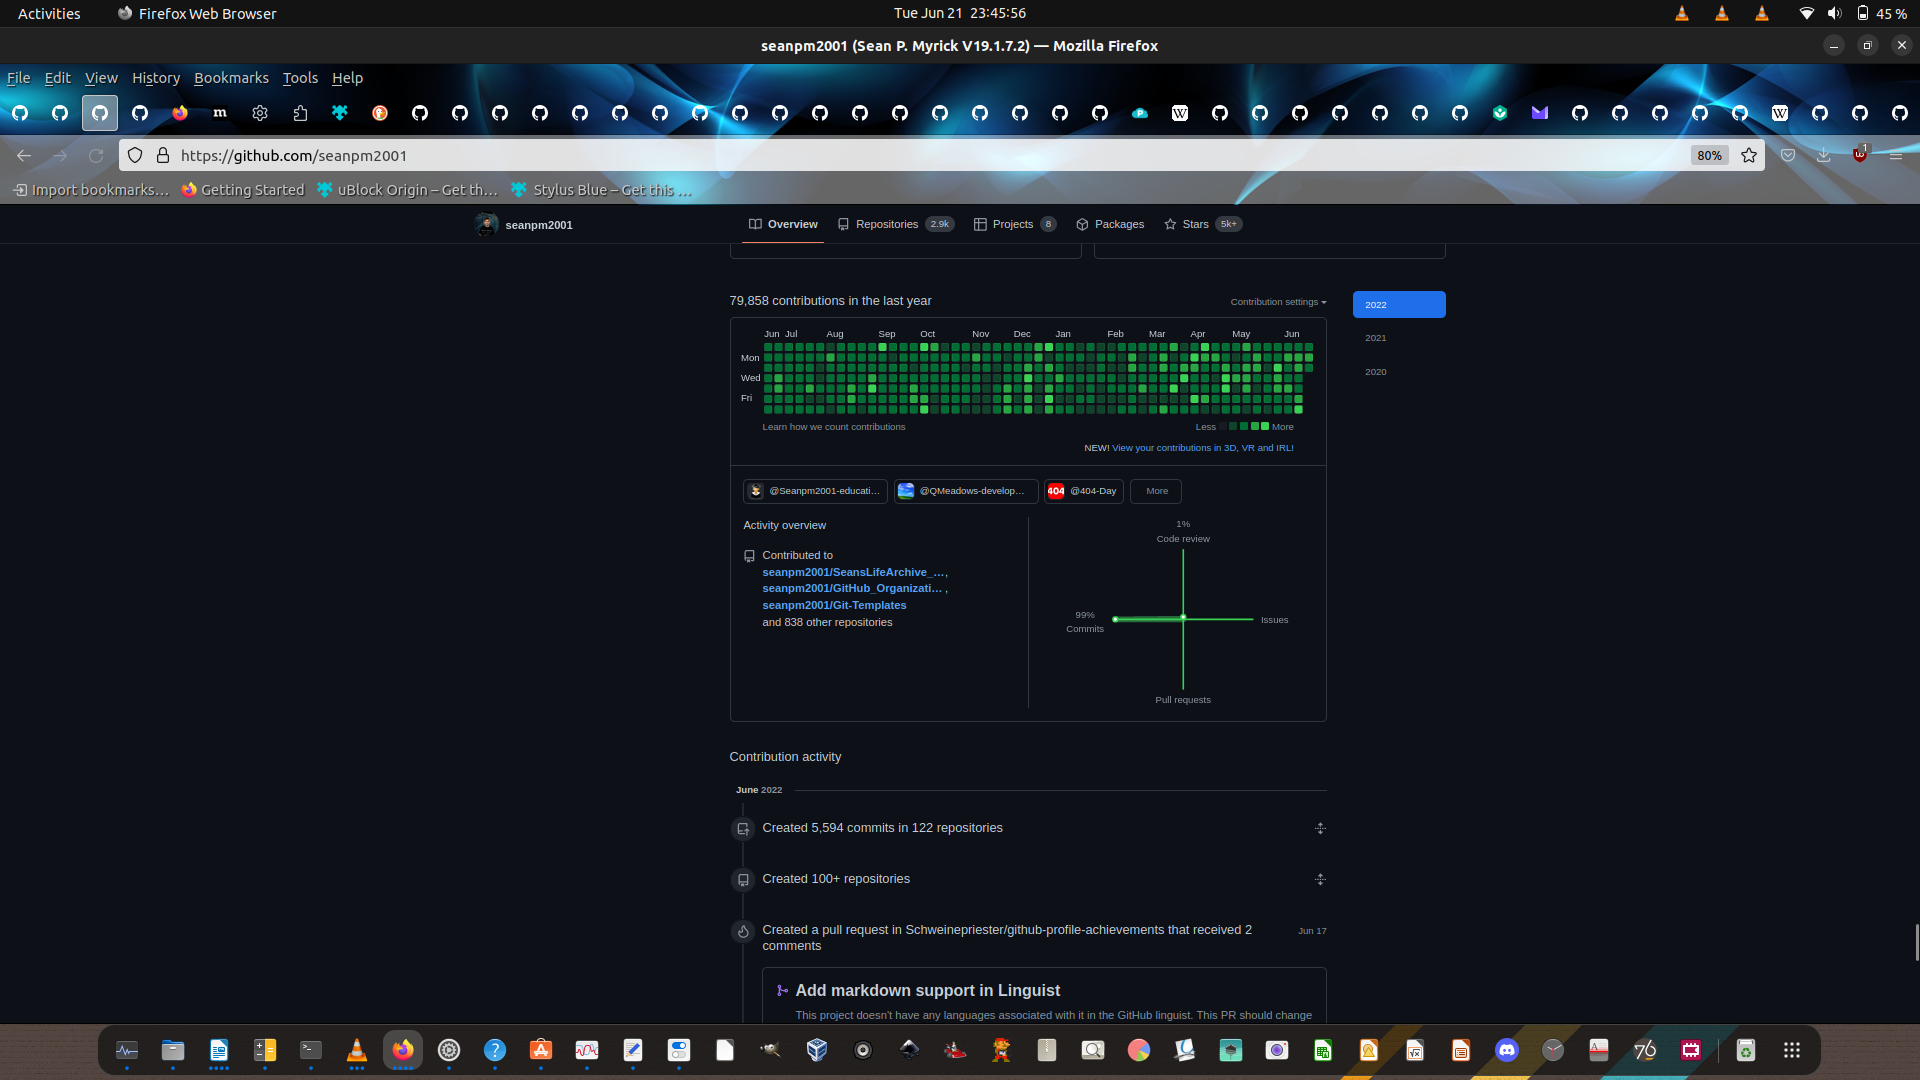 Activities
Firefox Web Browser
Tue Jun 21 23:45:56
45 %
seanpm2001 (Sean P. Myrick V19.1.7.2) — Mozilla Firefox
File Edit View History Bookmarks Tools Help
https://github.com/seanpm2001
80%
1
Import bookmarks…
Getting Started
uBlock Origin – Get th…
Stylus Blue – Get this …
seanpm2001
Overview
Repositories 2.9k
Projects 8
Packages
Stars 5k+
79,858 contributions in the last year
Contribution settings
2022
2021
2020
Jun Jul Aug Sep Oct Nov Dec Jan Feb Mar Apr May Jun
Mon
Wed
Fri
Learn how we count contributions
Less More
NEW! View your contributions in 3D, VR and IRL!
@Seanpm2001-educati…
@QMeadows-develop…
404 @404-Day
More
Activity overview
Contributed to
seanpm2001/SeansLifeArchive_…,
seanpm2001/GitHub_Organizati… ,
seanpm2001/Git-Templates
and 838 other repositories
1%
Code review
99%
Commits
Issues
Pull requests
Contribution activity
June 2022
Created 5,594 commits in 122 repositories
Created 100+ repositories
Created a pull request in Schweinepriester/github-profile-achievements that received 2
comments
Jun 17
Add markdown support in Linguist
This project doesn't have any languages associated with it in the GitHub linguist. This PR should change
76